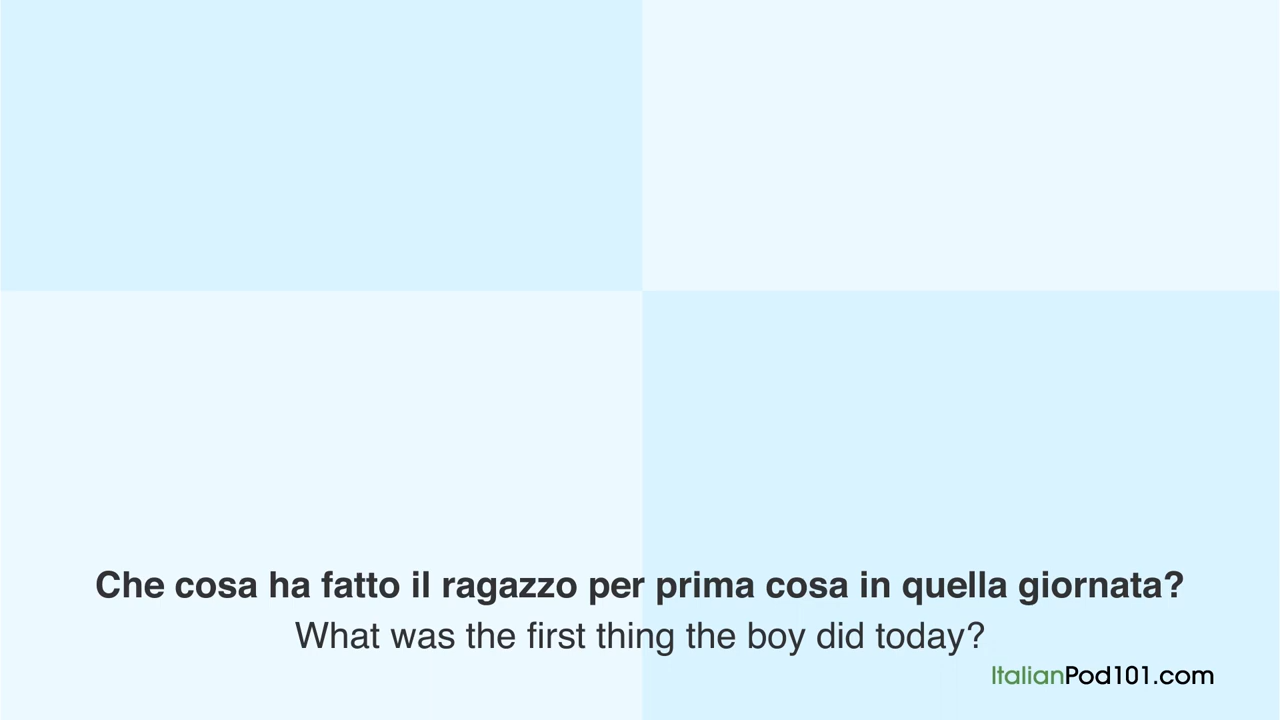 Che cosa ha fatto il ragazzo per prima cosa in quella giornata?
What was the first thing the boy did today?
ItalianPod101.com